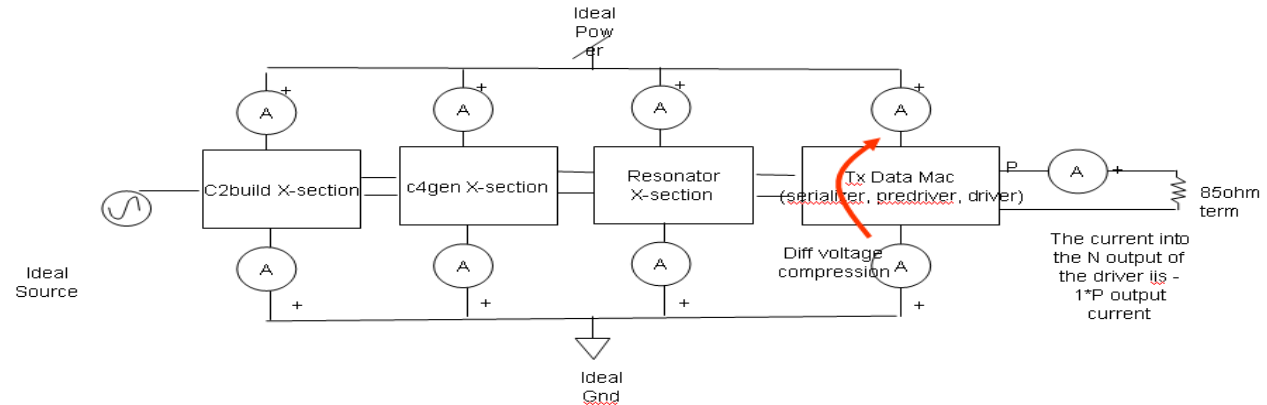 Ideal
Pow
er
+
+
+
+
A
A
A
A
C2build X-section
c4gen X-section
Resonator
X-section
Tx Data Mac
(serializer, predriver, driver)
P
A
+
85ohm
term
Diff voltage
compression
A
A
A
A
+
+
+
+
The current into
the N output of
the driver iis -
1*P output
current
Ideal
Source
Ideal
Gnd